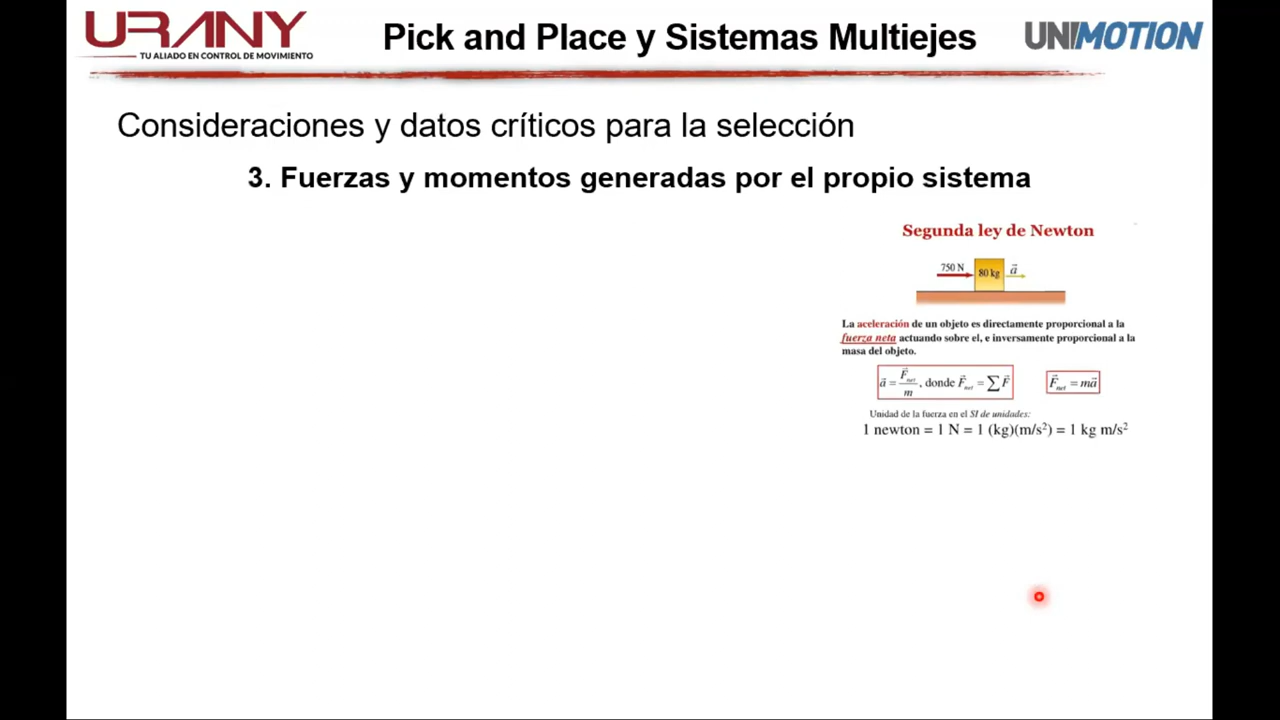 URANY
TU ALIADO EN CONTROL DE MOVIMIENTO
Pick and Place y Sistemas Multiejes
UNIMOTION
Consideraciones y datos críticos para la selección
3. Fuerzas y momentos generadas por el propio sistema
Segunda ley de Newton
750 N 80 kg a⃗
La aceleración de un objeto es directamente proporcional a la
fuerza neta actuando sobre el, e inversamente proporcional a la
masa del objeto.
a⃗ = F⃗net / m, donde F⃗net = ∑ F⃗ F⃗net = ma⃗
Unidad de la fuerza en el SI de unidades:
1 newton = 1 N = 1 (kg)(m/s²) = 1 kg m/s²